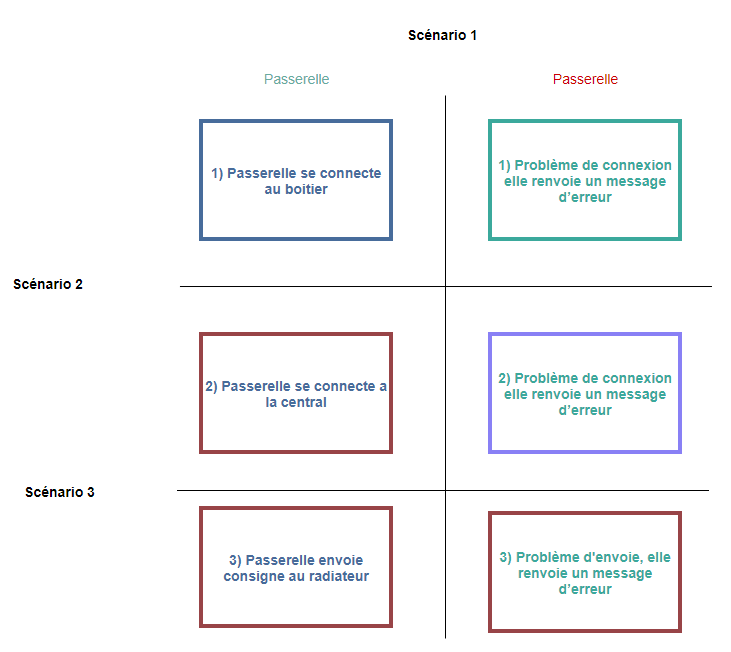 Scénario 1
Passerelle
Passerelle
1) Passerelle se connecte
au boitier
1) Problème de connexion
elle renvoie un message
d'erreur
Scénario 2
2) Passerelle se connecte a
la central
2) Problème de connexion
elle renvoie un message
d'erreur
Scénario 3
3) Passerelle envoie
consigne au radiateur
3) Problème d'envoie, elle
renvoie un message
d'erreur